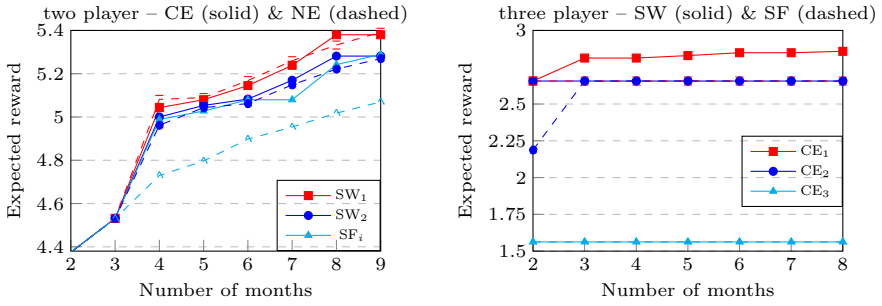 two player – CE (solid) & NE (dashed)
Expected reward
5.4
5.2
5
4.8
4.6
4.4
2 3 4 5 6 7 8 9
Number of months
SW1
SW2
SFi
three player – SW (solid) & SF (dashed)
Expected reward
3
2.75
2.5
2.25
2
1.75
1.5
2 3 4 5 6 7 8
Number of months
CE1
CE2
CE3